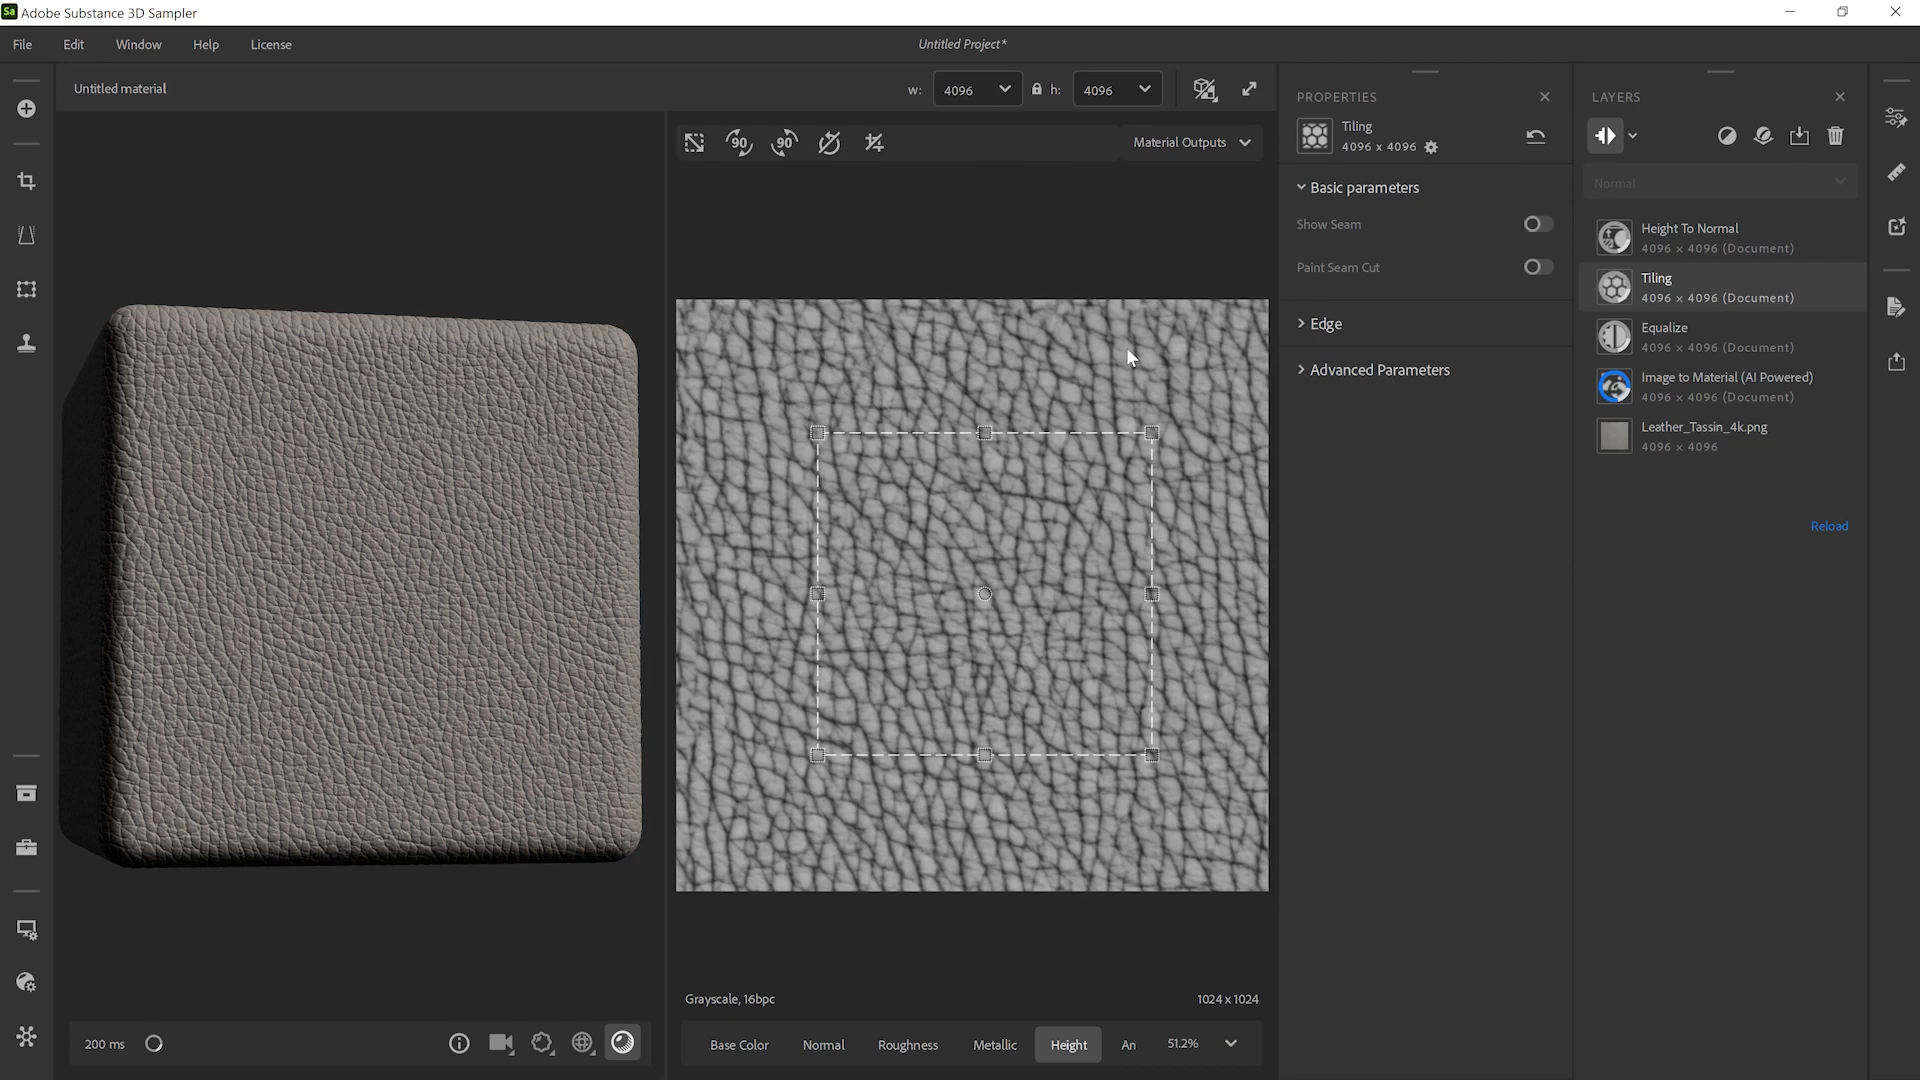 Sa Adobe Substance 3D Sampler
File Edit Window Help License
Untitled Project*
Untitled material
w: 4096 h: 4096
90 90
Material Outputs
Grayscale, 16bpc
1024 x 1024
200 ms
Base Color Normal Roughness Metallic Height An 51.2%
PROPERTIES
Tiling
4096 x 4096
Basic parameters
Show Seam
Paint Seam Cut
Edge
Advanced Parameters
LAYERS
Normal
Height To Normal
4096 x 4096 (Document)
Tiling
4096 x 4096 (Document)
Equalize
4096 x 4096 (Document)
Image to Material (AI Powered)
4096 x 4096 (Document)
Leather_Tassin_4k.png
4096 x 4096
Reload